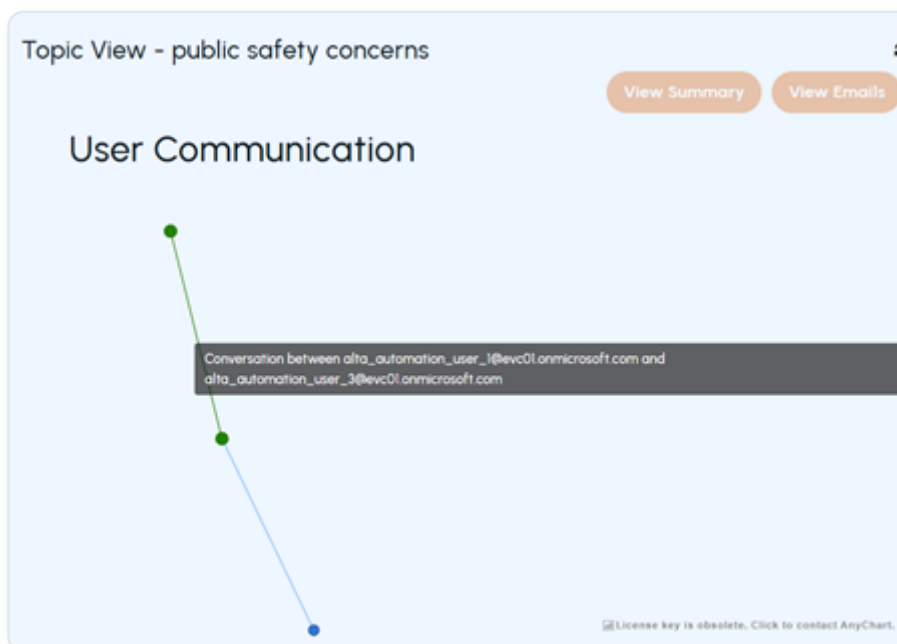 Topic View - public safety concerns
View Summary
View Emails
User Communication
Conversation between alta_automation_user_1@evc01.onmicrosoft.com and
alta_automation_user_3@evc01.onmicrosoft.com
License key is obsolete. Click to contact AnyChart.